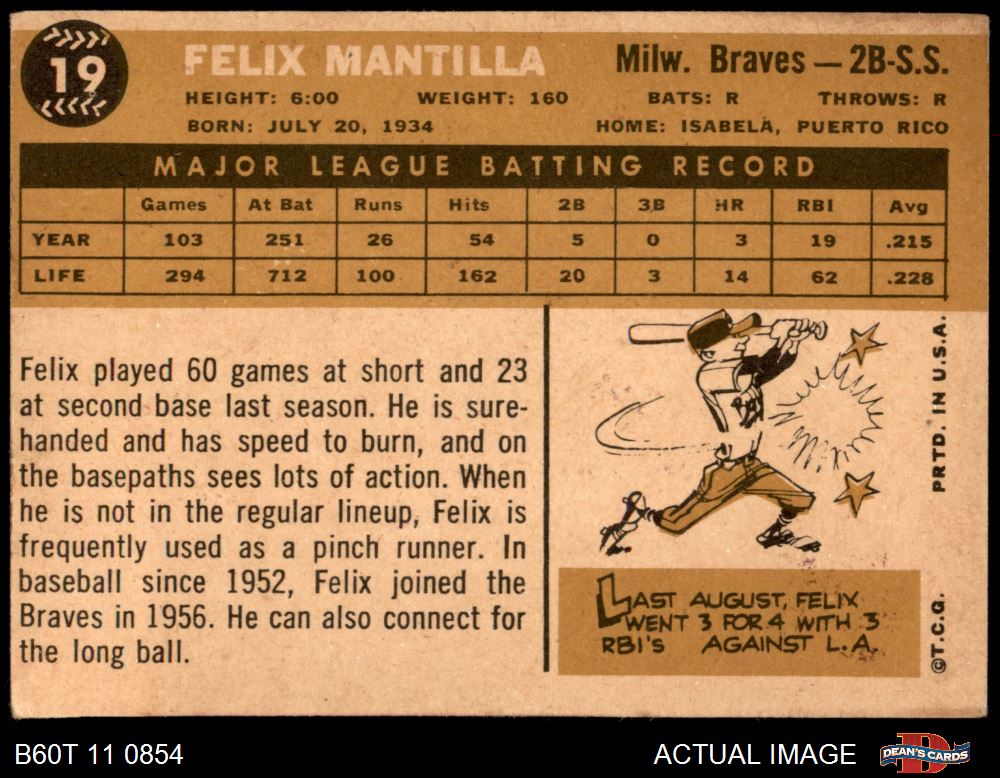 19
FELIX MANTILLA
Milw. Braves — 2B-S.S.
HEIGHT: 6:00 WEIGHT: 160 BATS: R THROWS: R
BORN: JULY 20, 1934 HOME: ISABELA, PUERTO RICO
MAJOR LEAGUE BATTING RECORD
Games At Bat Runs Hits 2B 3B HR RBI Avg
YEAR 103 251 26 54 5 0 3 19 .215
LIFE 294 712 100 162 20 3 14 62 .228
Felix played 60 games at short and 23
at second base last season. He is sure-
handed and has speed to burn, and on
the basepaths sees lots of action. When
he is not in the regular lineup, Felix is
frequently used as a pinch runner. In
baseball since 1952, Felix joined the
Braves in 1956. He can also connect for
the long ball.
LAST AUGUST, FELIX
WENT 3 FOR 4 WITH 3
RBI'S AGAINST L.A.
©T.C.G. PRTD. IN U.S.A.
B60T 11 0854
ACTUAL IMAGE
DEAN'S CARDS